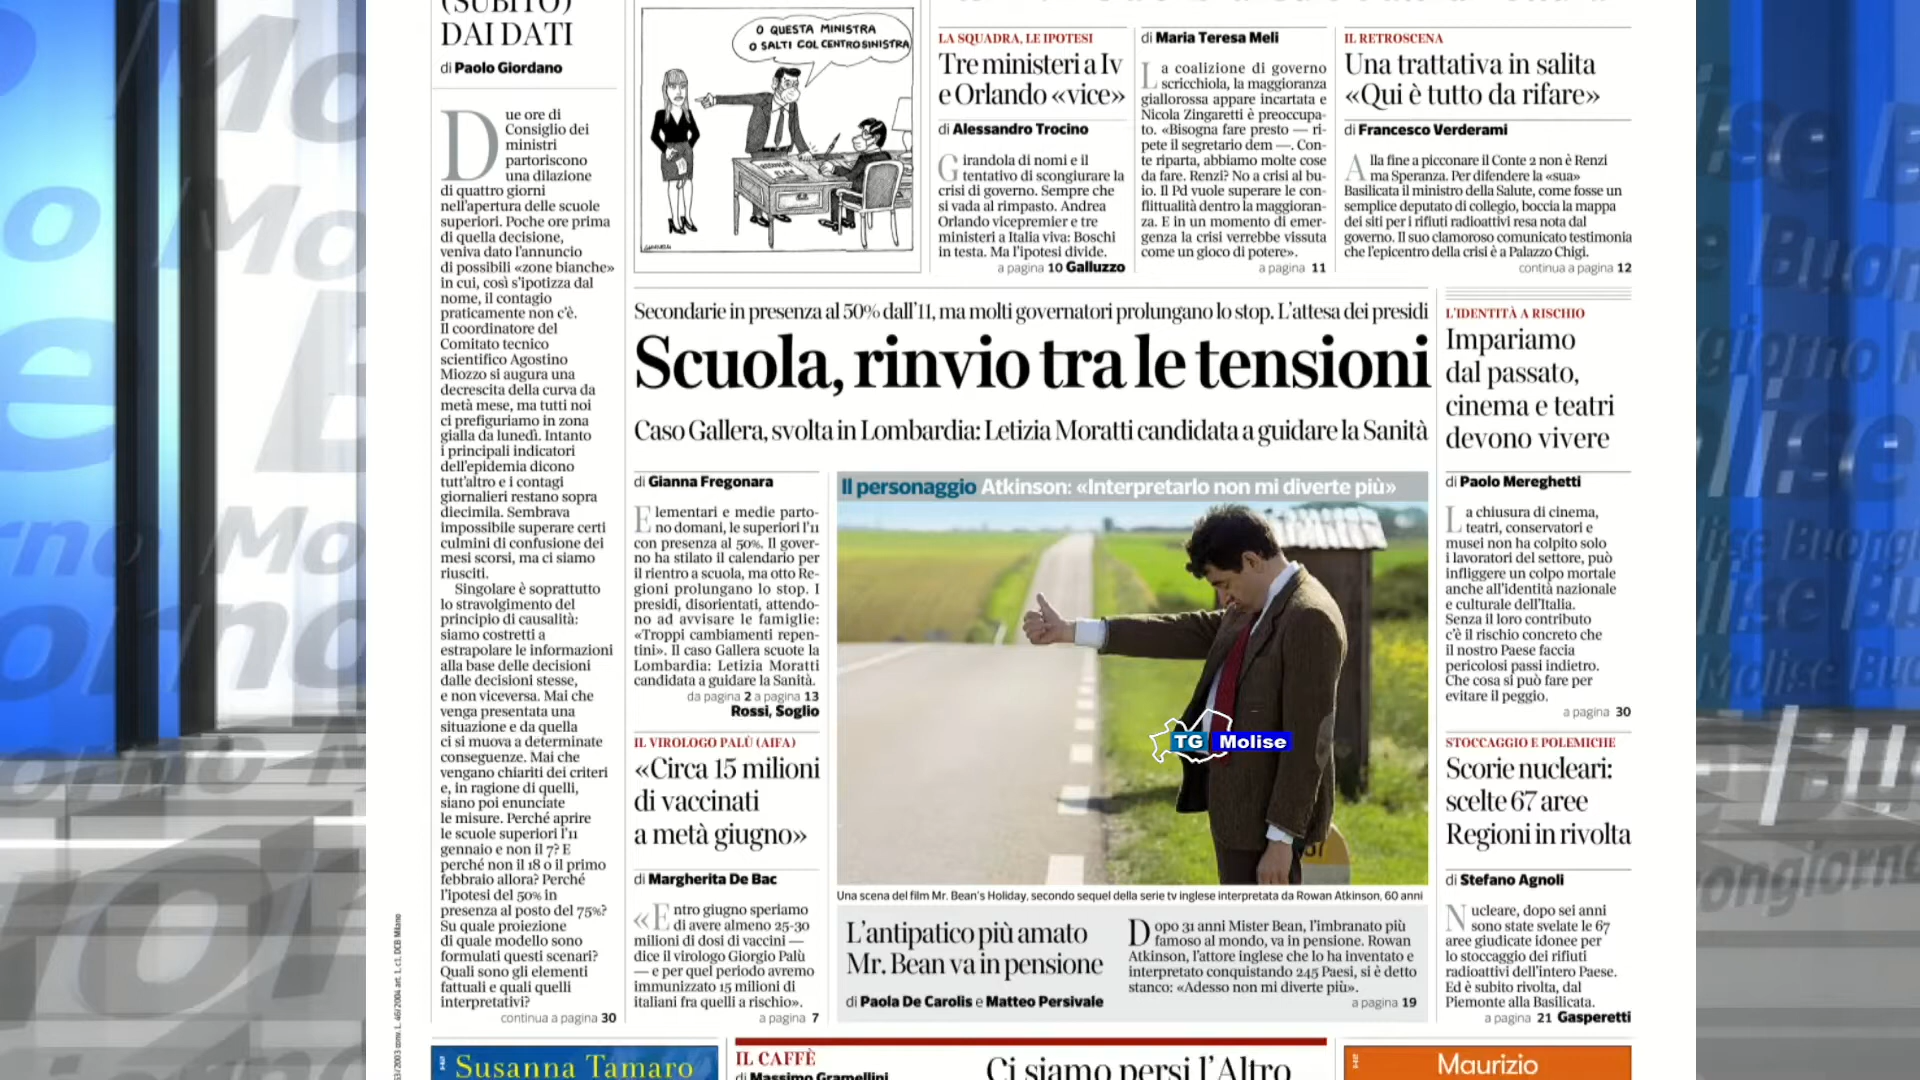 (SUBITO)
DAI DATI
di Paolo Giordano
Due ore di
Consiglio dei
ministri
partoriscono
una dilazione
di quattro giorni
nell'apertura delle scuole
superiori. Poche ore prima
di quella decisione,
veniva dato l'annuncio
di possibili «zone bianche»
in cui, così s'ipotizza dal
nome, il contagio
praticamente non c'è.
Il coordinatore del
Comitato tecnico
scientifico Agostino
Miozzo si augura una
decrescita della curva da
metà mese, ma tutti noi
ci prefiguriamo in zona
gialla da lunedì. Intanto
i principali indicatori
dell'epidemia dicono
tutt'altro e i contagi
giornalieri restano sopra
diecimila. Sembrava
impossibile superare certi
culmini di confusione dei
mesi scorsi, ma ci siamo
riusciti.
Singolare è soprattutto
lo stravolgimento del
principio di causalità:
siamo costretti a
estrapolare le informazioni
alla base delle decisioni
dalle decisioni stesse,
e non viceversa. Mai che
venga presentata una
situazione e da quella
ci si muova a determinate
conseguenze. Mai che
vengano chiariti dei criteri
e, in ragione di quelli,
siano poi enunciate
le misure. Perché aprire
le scuole superiori l'11
gennaio e non il 7? E
perché non il 18 o il primo
febbraio allora? Perché
l'ipotesi del 50% in
presenza al posto del 75%?
Su quale proiezione
di quale modello sono
formulati questi scenari?
Quali sono gli elementi
fattuali e quali quelli
interpretativi?
continua a pagina 30
O QUESTA MINISTRA
O SALTI COL CENTROSINISTRA
LA SQUADRA, LE IPOTESI
Tre ministeri a Iv
e Orlando «vice»
di Alessandro Trocino
Girandola di nomi e il
tentativo di scongiurare la
crisi di governo. Sempre che
si vada al rimpasto. Andrea
Orlando vicepremier e tre
ministeri a Italia viva: Boschi
in testa. Ma l'ipotesi divide.
a pagina 10 Galluzzo
di Maria Teresa Meli
La coalizione di governo
scricchiola, la maggioranza
giallorossa appare incartata e
Nicola Zingaretti è preoccupa-
to. «Bisogna fare presto — ri-
pete il segretario dem —. Con-
te riparta, abbiamo molte cose
da fare. Renzi? No a crisi al bu-
io. Il Pd vuole superare le con-
flittualità dentro la maggioran-
za. E in un momento di emer-
genza la crisi verrebbe vissuta
come un gioco di potere».
a pagina 11
IL RETROSCENA
Una trattativa in salita
«Qui è tutto da rifare»
di Francesco Verderami
Alla fine a picconare il Conte 2 non è Renzi
ma Speranza. Per difendere la «sua»
Basilicata il ministro della Salute, come fosse un
semplice deputato di collegio, boccia la mappa
dei siti per i rifiuti radioattivi resa nota dal
governo. Il suo clamoroso comunicato testimonia
che l'epicentro della crisi è a Palazzo Chigi.
continua a pagina 12
Secondarie in presenza al 50% dall'11, ma molti governatori prolungano lo stop. L'attesa dei presidi
Scuola, rinvio tra le tensioni
Caso Gallera, svolta in Lombardia: Letizia Moratti candidata a guidare la Sanità
di Gianna Fregonara
Elementari e medie parto-
no domani, le superiori l'11
con presenza al 50%. Il gover-
no ha stilato il calendario per
il rientro a scuola, ma otto Re-
gioni prolungano lo stop. I
presidi, disorientati, attendo-
no ad avvisare le famiglie:
«Troppi cambiamenti repen-
tini». Il caso Gallera scuote la
Lombardia: Letizia Moratti
candidata a guidare la Sanità.
da pagina 2 a pagina 13
Rossi, Soglio
IL VIROLOGO PALÙ (AIFA)
«Circa 15 milioni
di vaccinati
a metà giugno»
di Margherita De Bac
«Entro giugno speriamo
di avere almeno 25-30
milioni di dosi di vaccini —
dice il virologo Giorgio Palù
— e per quel periodo avremo
immunizzato 15 milioni di
italiani fra quelli a rischio».
a pagina 7
Il personaggio Atkinson: «Interpretarlo non mi diverte più»
TG Molise
Una scena del film Mr. Bean's Holiday, secondo sequel della serie tv inglese interpretata da Rowan Atkinson, 60 anni
L'antipatico più amato
Mr. Bean va in pensione
di Paola De Carolis e Matteo Persivale
Dopo 31 anni Mister Bean, l'imbranato più
famoso al mondo, va in pensione. Rowan
Atkinson, l'attore inglese che lo ha inventato e
interpretato conquistando 245 Paesi, si è detto
stanco: «Adesso non mi diverte più».
a pagina 19
L'IDENTITÀ A RISCHIO
Impariamo
dal passato,
cinema e teatri
devono vivere
di Paolo Mereghetti
La chiusura di cinema,
teatri, conservatori e
musei non ha colpito solo
i lavoratori del settore, può
infliggere un colpo mortale
anche all'identità nazionale
e culturale dell'Italia.
Senza il loro contributo
c'è il rischio concreto che
il nostro Paese faccia
pericolosi passi indietro.
Che cosa si può fare per
evitare il peggio.
a pagina 30
STOCCAGGIO E POLEMICHE
Scorie nucleari:
scelte 67 aree
Regioni in rivolta
di Stefano Agnoli
Nucleare, dopo sei anni
sono state svelate le 67
aree giudicate idonee per
lo stoccaggio dei rifiuti
radioattivi dell'intero Paese.
Ed è subito rivolta, dal
Piemonte alla Basilicata.
a pagina 21 Gasperetti
Susanna Tamaro
IL CAFFÈ
di Massimo Gramellini
Ci siamo persi l'Altro
Maurizio